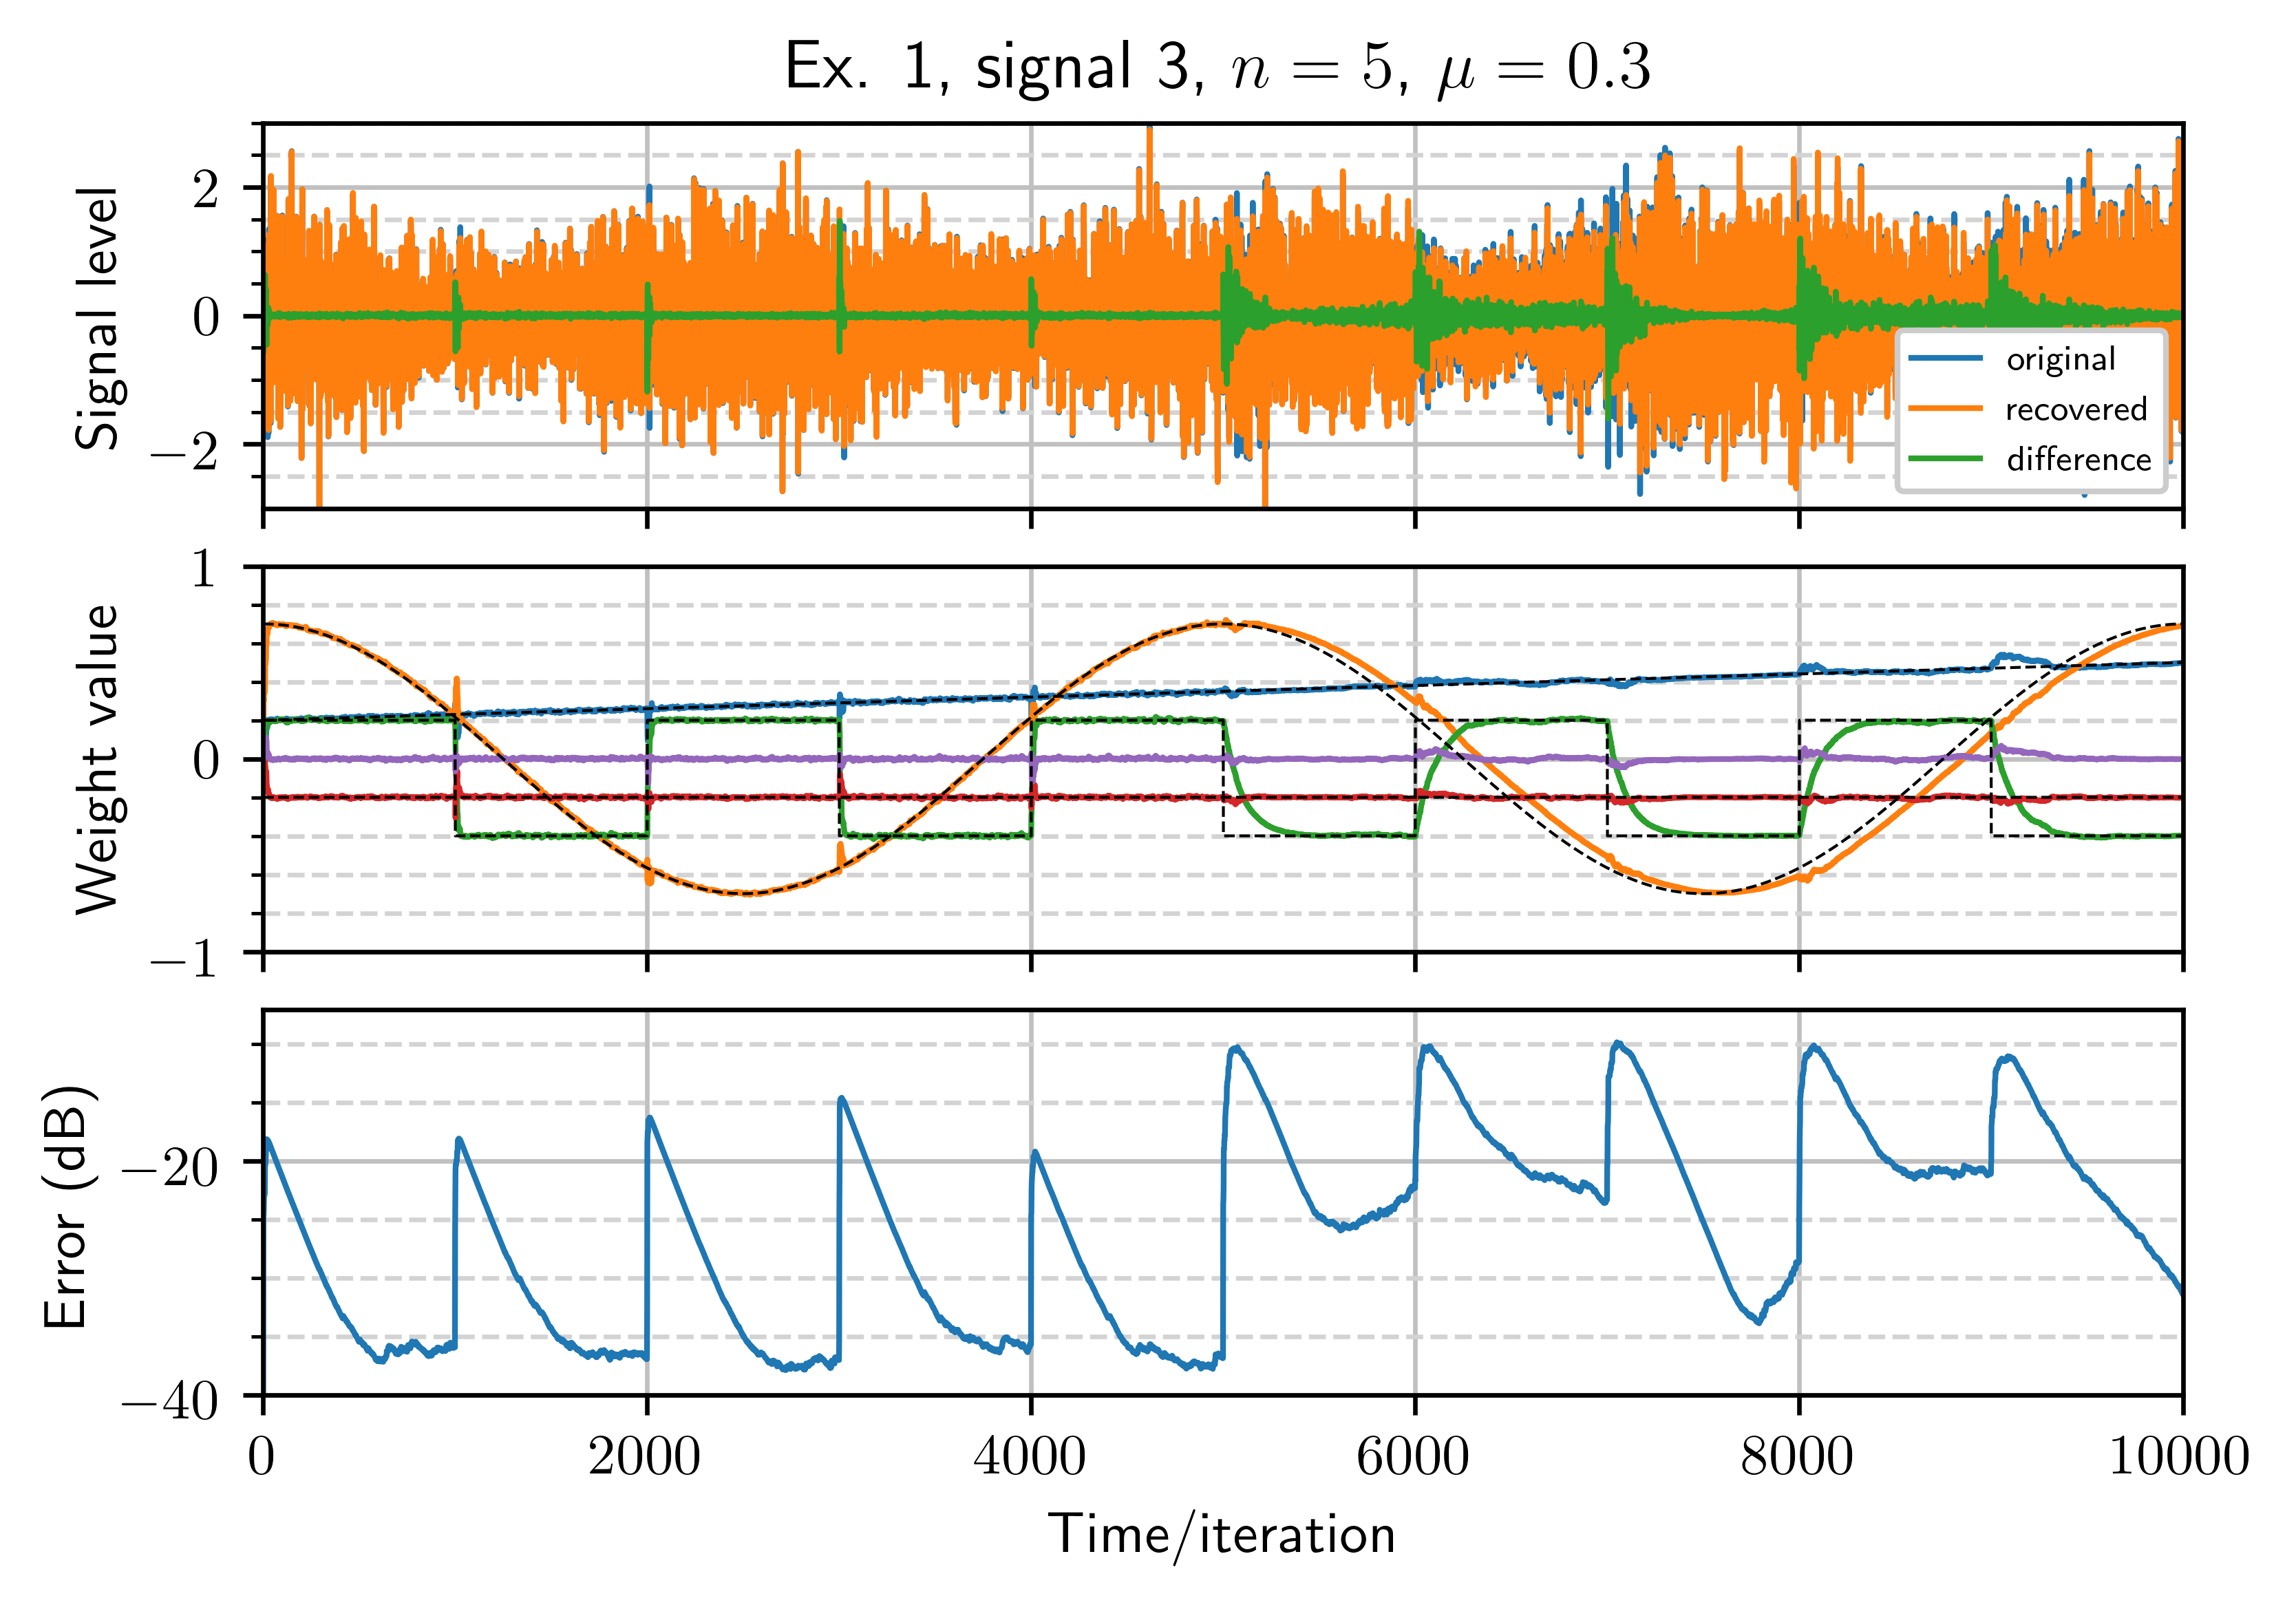 Ex. 1, signal 3, n = 5, μ = 0.3
Signal level
2
0
−2
original
recovered
difference
Weight value
1
0
−1
Error (dB)
−20
−40
0 2000 4000 6000 8000 10000
Time/iteration